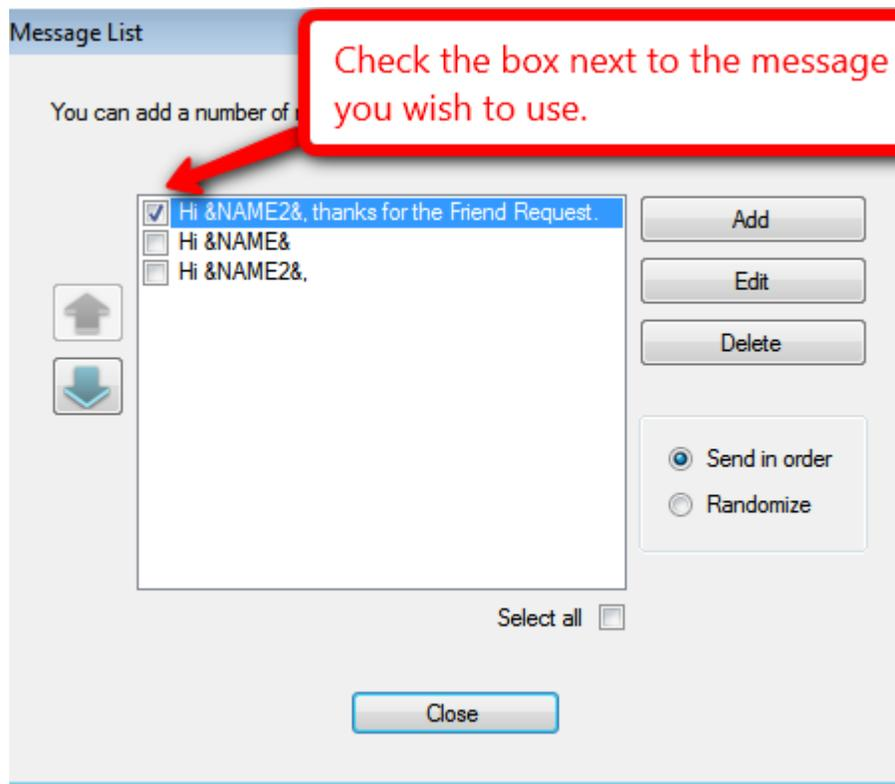 Message List
Check the box next to the message
you wish to use.
You can add a number of
Hi &NAME2&, thanks for the Friend Request.
Hi &NAME&
Hi &NAME2&,
Add
Edit
Delete
Send in order
Randomize
Select all
Close